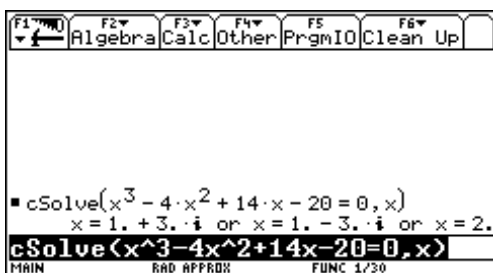 F1 F2 F3 F4 F5 F6
Algebra Calc Other PrgmIO Clean Up
cSolve(x³ - 4·x² + 14·x - 20 = 0, x)
x = 1. + 3.·i or x = 1. - 3.·i or x = 2.
cSolve(x^3-4x^2+14x-20=0,x)
MAIN RAD APPROX FUNC 1/30